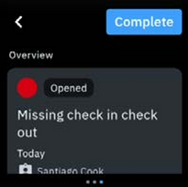 Complete
Overview
Opened
Missing check in check
out
Today
Santiago Cook